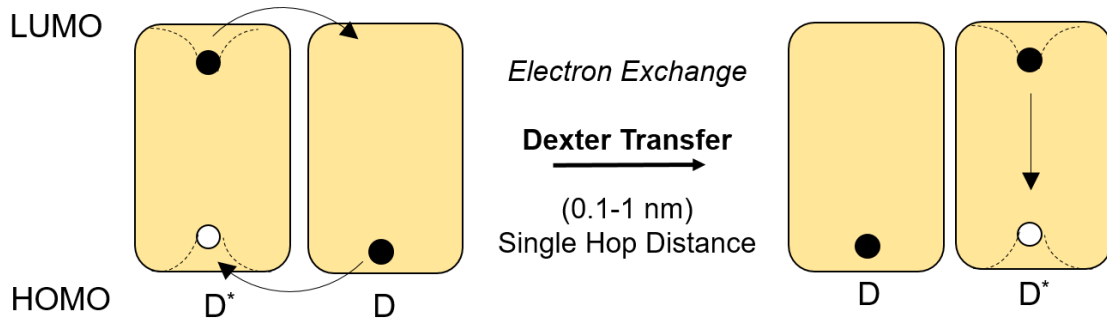 LUMO
HOMO
D*
D
Electron Exchange
Dexter Transfer
(0.1-1 nm)
Single Hop Distance
D
D*